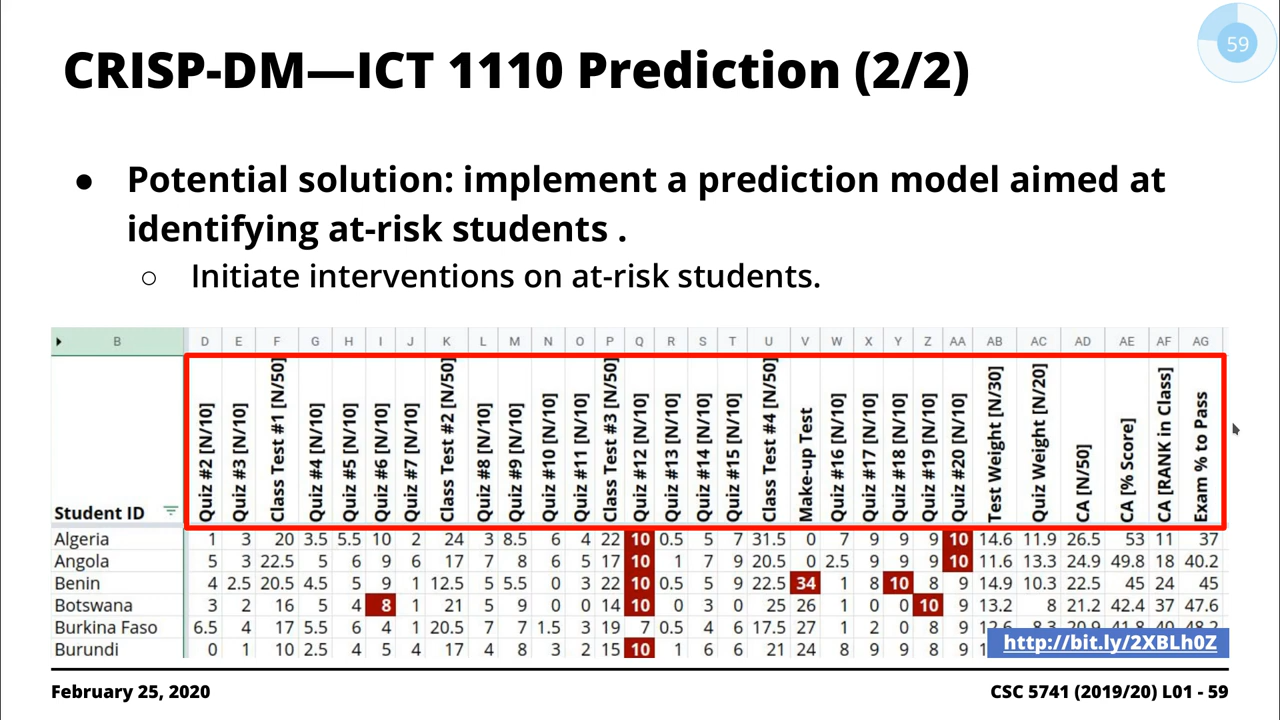 59
CRISP-DM—ICT 1110 Prediction (2/2)
● Potential solution: implement a prediction model aimed at
identifying at-risk students .
○ Initiate interventions on at-risk students.
B D E F G H I J K L M N O P Q R S T U V W X Y Z AA AB AC AD AE AF AG
Student ID Quiz #2 [N/10] Quiz #3 [N/10] Class Test #1 [N/50] Quiz #4 [N/10] Quiz #5 [N/10] Quiz #6 [N/10] Quiz #7 [N/10] Class Test #2 [N/50] Quiz #8 [N/10] Quiz #9 [N/10] Quiz #10 [N/10] Quiz #11 [N/10] Class Test #3 [N/50] Quiz #12 [N/10] Quiz #13 [N/10] Quiz #14 [N/10] Quiz #15 [N/10] Class Test #4 [N/50] Make-up Test Quiz #16 [N/10] Quiz #17 [N/10] Quiz #18 [N/10] Quiz #19 [N/10] Quiz #20 [N/10] Test Weight [N/30] Quiz Weight [N/20] CA [N/50] CA [% Score] CA [RANK in Class] Exam % to Pass
Algeria 1 3 20 3.5 5.5 10 2 24 3 8.5 6 4 22 10 0.5 5 7 31.5 0 7 9 9 9 10 14.6 11.9 26.5 53 11 37
Angola 5 3 22.5 5 6 9 6 17 7 8 6 5 17 10 1 7 9 20.5 0 2.5 9 9 9 10 11.6 13.3 24.9 49.8 18 40.2
Benin 4 2.5 20.5 4.5 5 9 1 12.5 5 5.5 0 3 22 10 0.5 5 9 22.5 34 1 8 10 8 9 14.9 10.3 22.5 45 24 45
Botswana 3 2 16 5 4 8 1 21 5 9 0 0 14 10 0 3 0 25 26 1 0 0 10 9 13.2 8 21.2 42.4 37 47.6
Burkina Faso 6.5 4 17 5.5 6 4 1 20.5 7 7 1.5 3 19 7 0.5 4 6 17.5 27 1 2 0 8 9
Burundi 0 1 10 2.5 4 5 4 17 4 8 3 2 15 10 1 6 6 21 24 8 9 9 8 9
http://bit.ly/2XBLh0Z
February 25, 2020 CSC 5741 (2019/20) L01 - 59